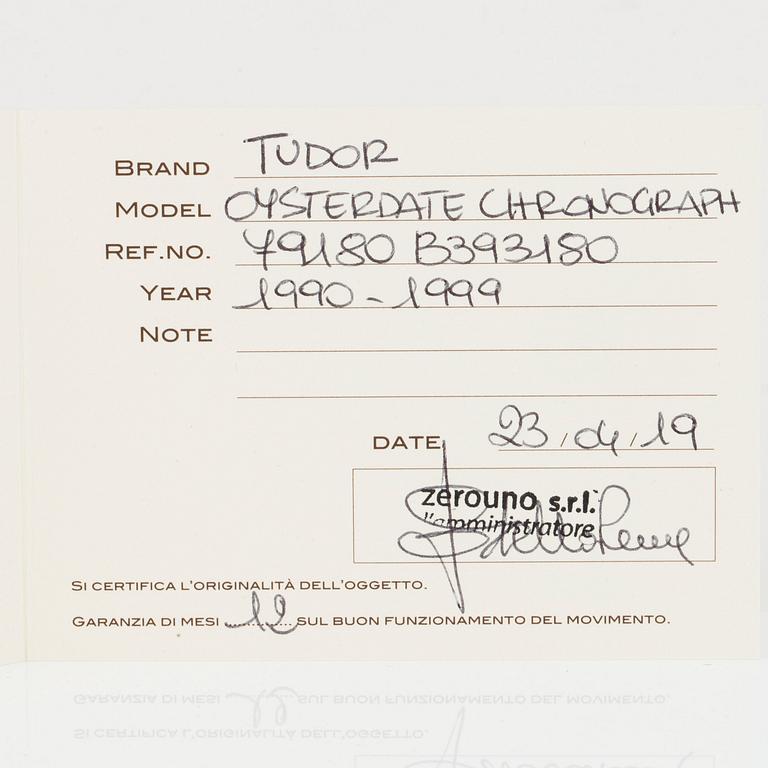 BRAND TUDOR
MODEL OYSTERDATE CHRONOGRAPH
REF.NO. 79180 B393180
YEAR 1990-1999
NOTE
DATE 23/04/19
zerouno s.r.l.
l'amministratore
SI CERTIFICA L'ORIGINALITÀ DELL'OGGETTO.
GARANZIA DI MESI 12 SUL BUON FUNZIONAMENTO DEL MOVIMENTO.